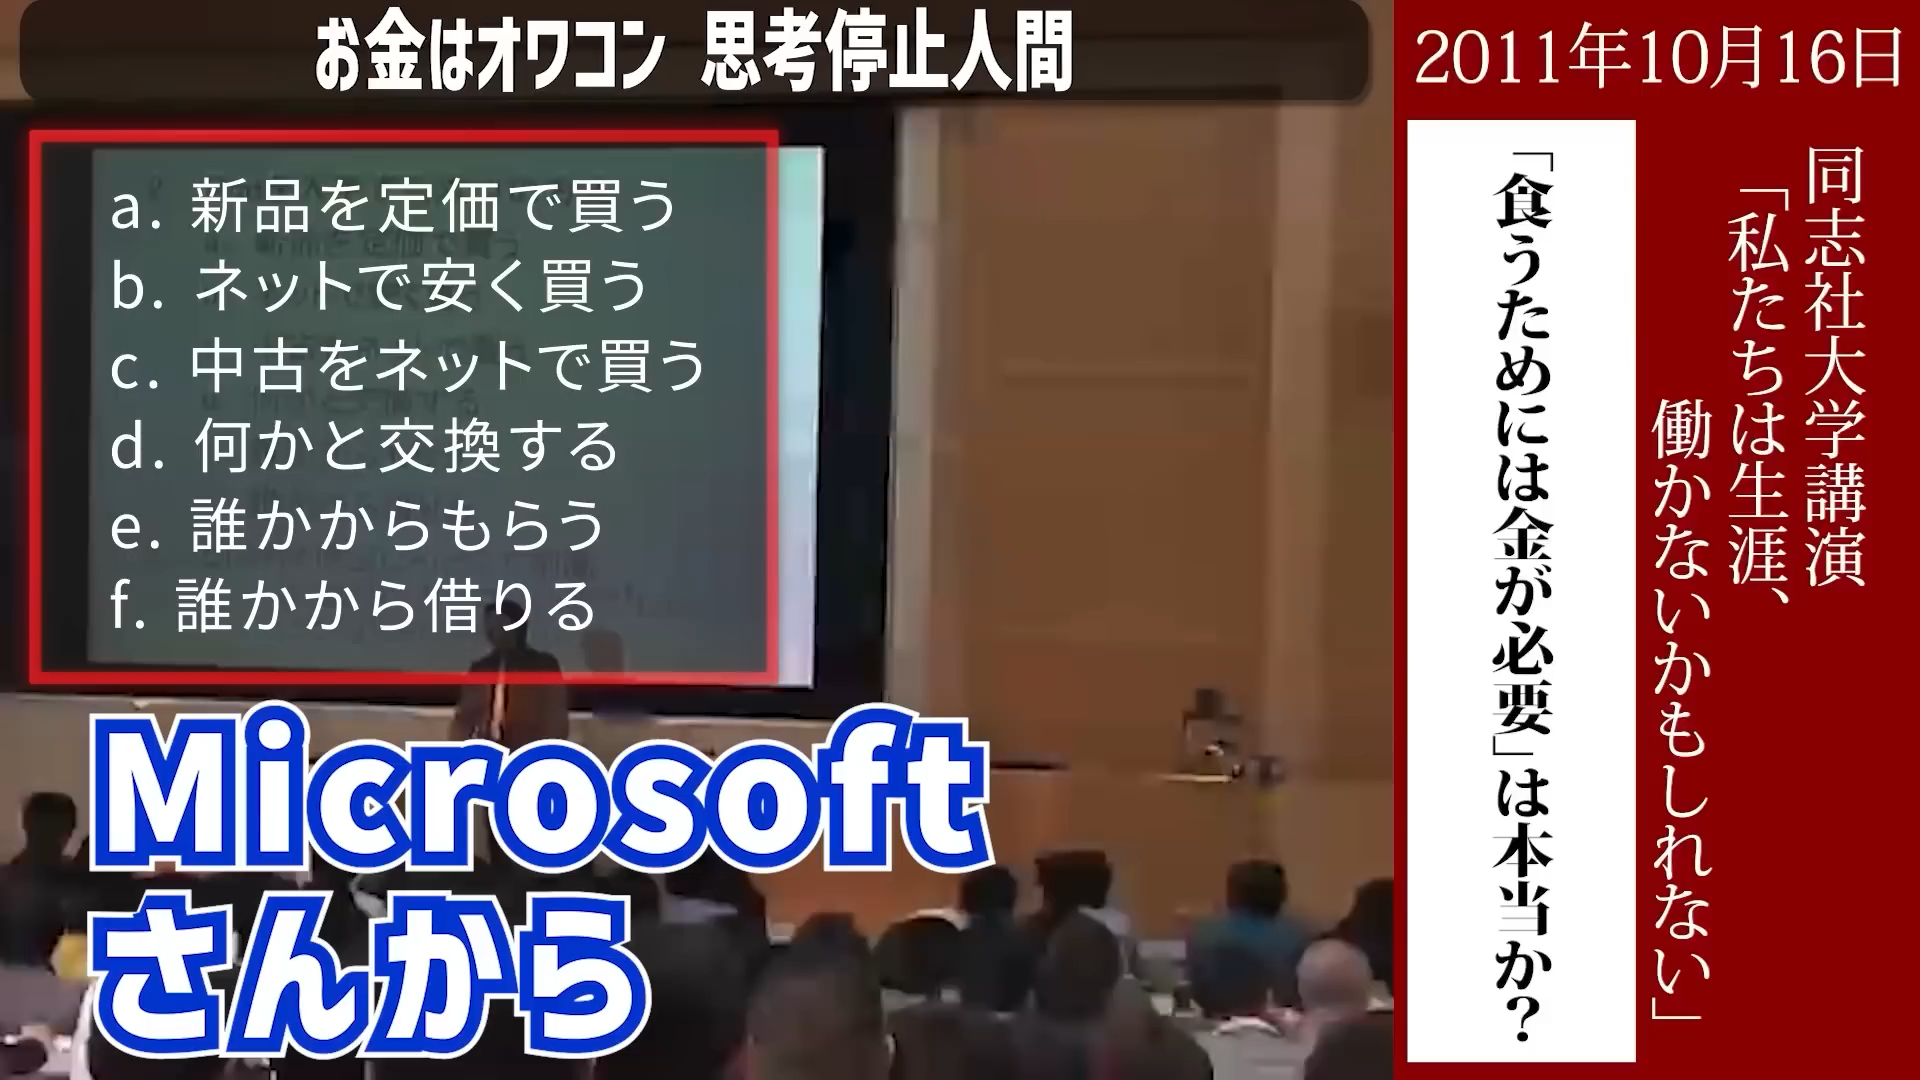 お金はオワコン 思考停止人間
a. 新品を定価で買う
b. ネットで安く買う
c. 中古をネットで買う
d. 何かと交換する
e. 誰かからもらう
f. 誰かから借りる
Microsoft
さんから
2011年10月16日
同志社大学講演
「私たちは生涯、
働かないかもしれない」
「食うためには金が必要」は本当か?